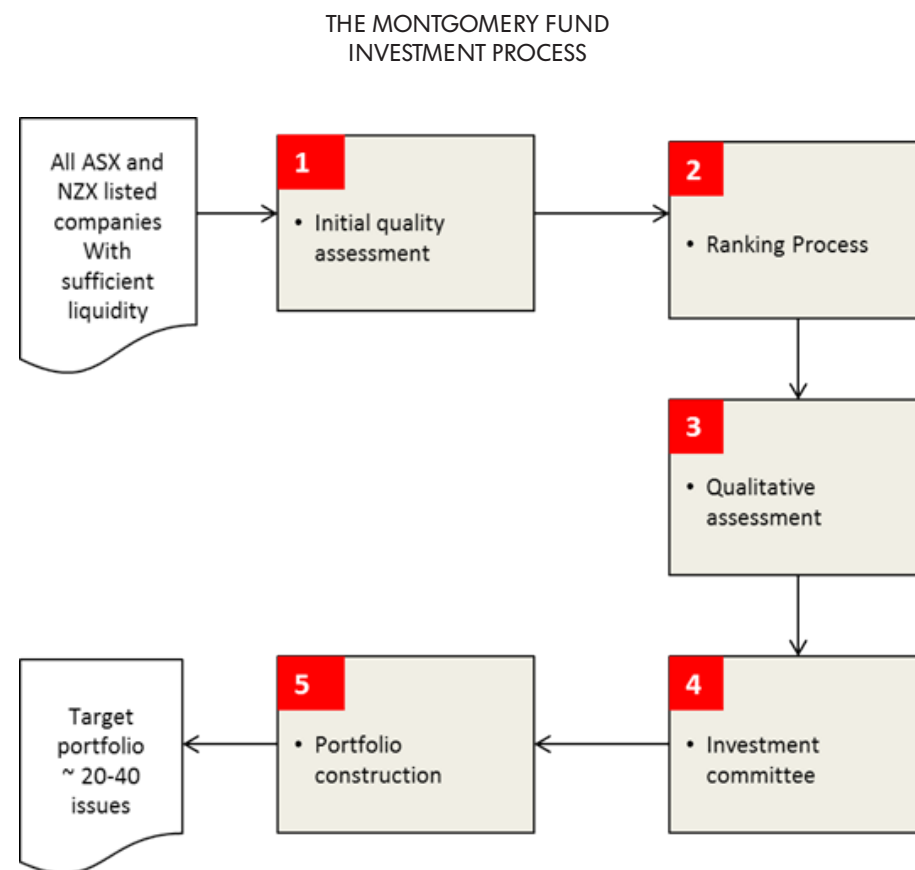 THE MONTGOMERY FUND
INVESTMENT PROCESS
All ASX and
NZX listed
companies
With
sufficient
liquidity
1
• Initial quality
assessment
2
• Ranking Process
3
• Qualitative
assessment
4
• Investment
committee
5
• Portfolio
construction
Target
portfolio
~ 20-40
issues